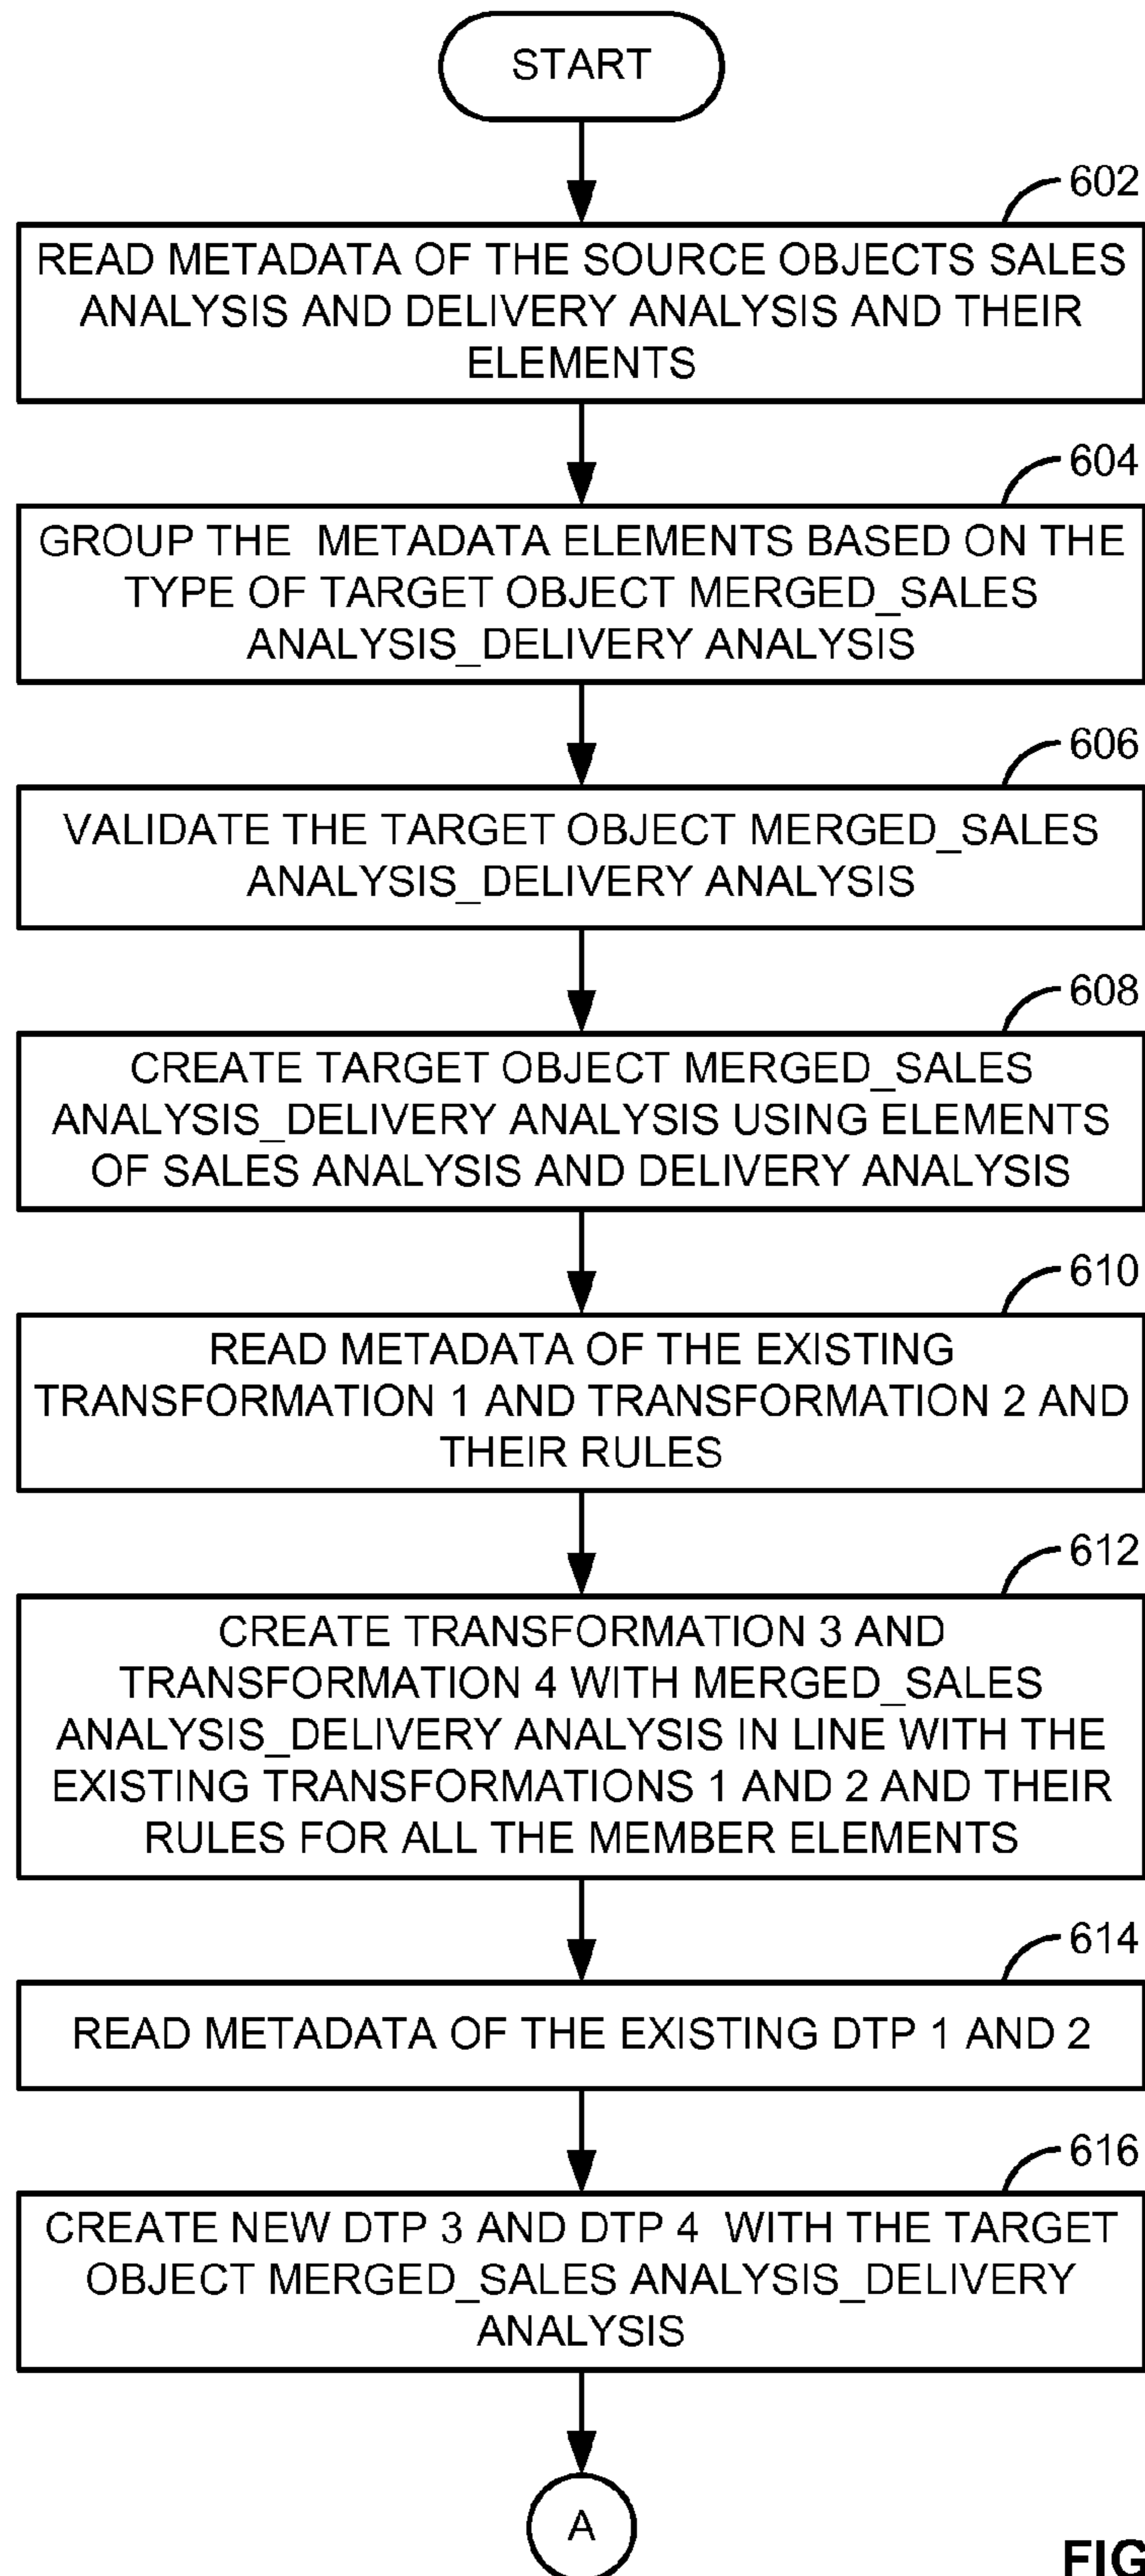 START
602
READ METADATA OF THE SOURCE OBJECTS SALES
ANALYSIS AND DELIVERY ANALYSIS AND THEIR
ELEMENTS
604
GROUP THE METADATA ELEMENTS BASED ON THE
TYPE OF TARGET OBJECT MERGED_SALES
ANALYSIS_DELIVERY ANALYSIS
606
VALIDATE THE TARGET OBJECT MERGED_SALES
ANALYSIS_DELIVERY ANALYSIS
608
CREATE TARGET OBJECT MERGED_SALES
ANALYSIS_DELIVERY ANALYSIS USING ELEMENTS
OF SALES ANALYSIS AND DELIVERY ANALYSIS
610
READ METADATA OF THE EXISTING
TRANSFORMATION 1 AND TRANSFORMATION 2 AND
THEIR RULES
612
CREATE TRANSFORMATION 3 AND
TRANSFORMATION 4 WITH MERGED_SALES
ANALYSIS_DELIVERY ANALYSIS IN LINE WITH THE
EXISTING TRANSFORMATIONS 1 AND 2 AND THEIR
RULES FOR ALL THE MEMBER ELEMENTS
614
READ METADATA OF THE EXISTING DTP 1 AND 2
616
CREATE NEW DTP 3 AND DTP 4 WITH THE TARGET
OBJECT MERGED_SALES ANALYSIS_DELIVERY
ANALYSIS
A
FIG